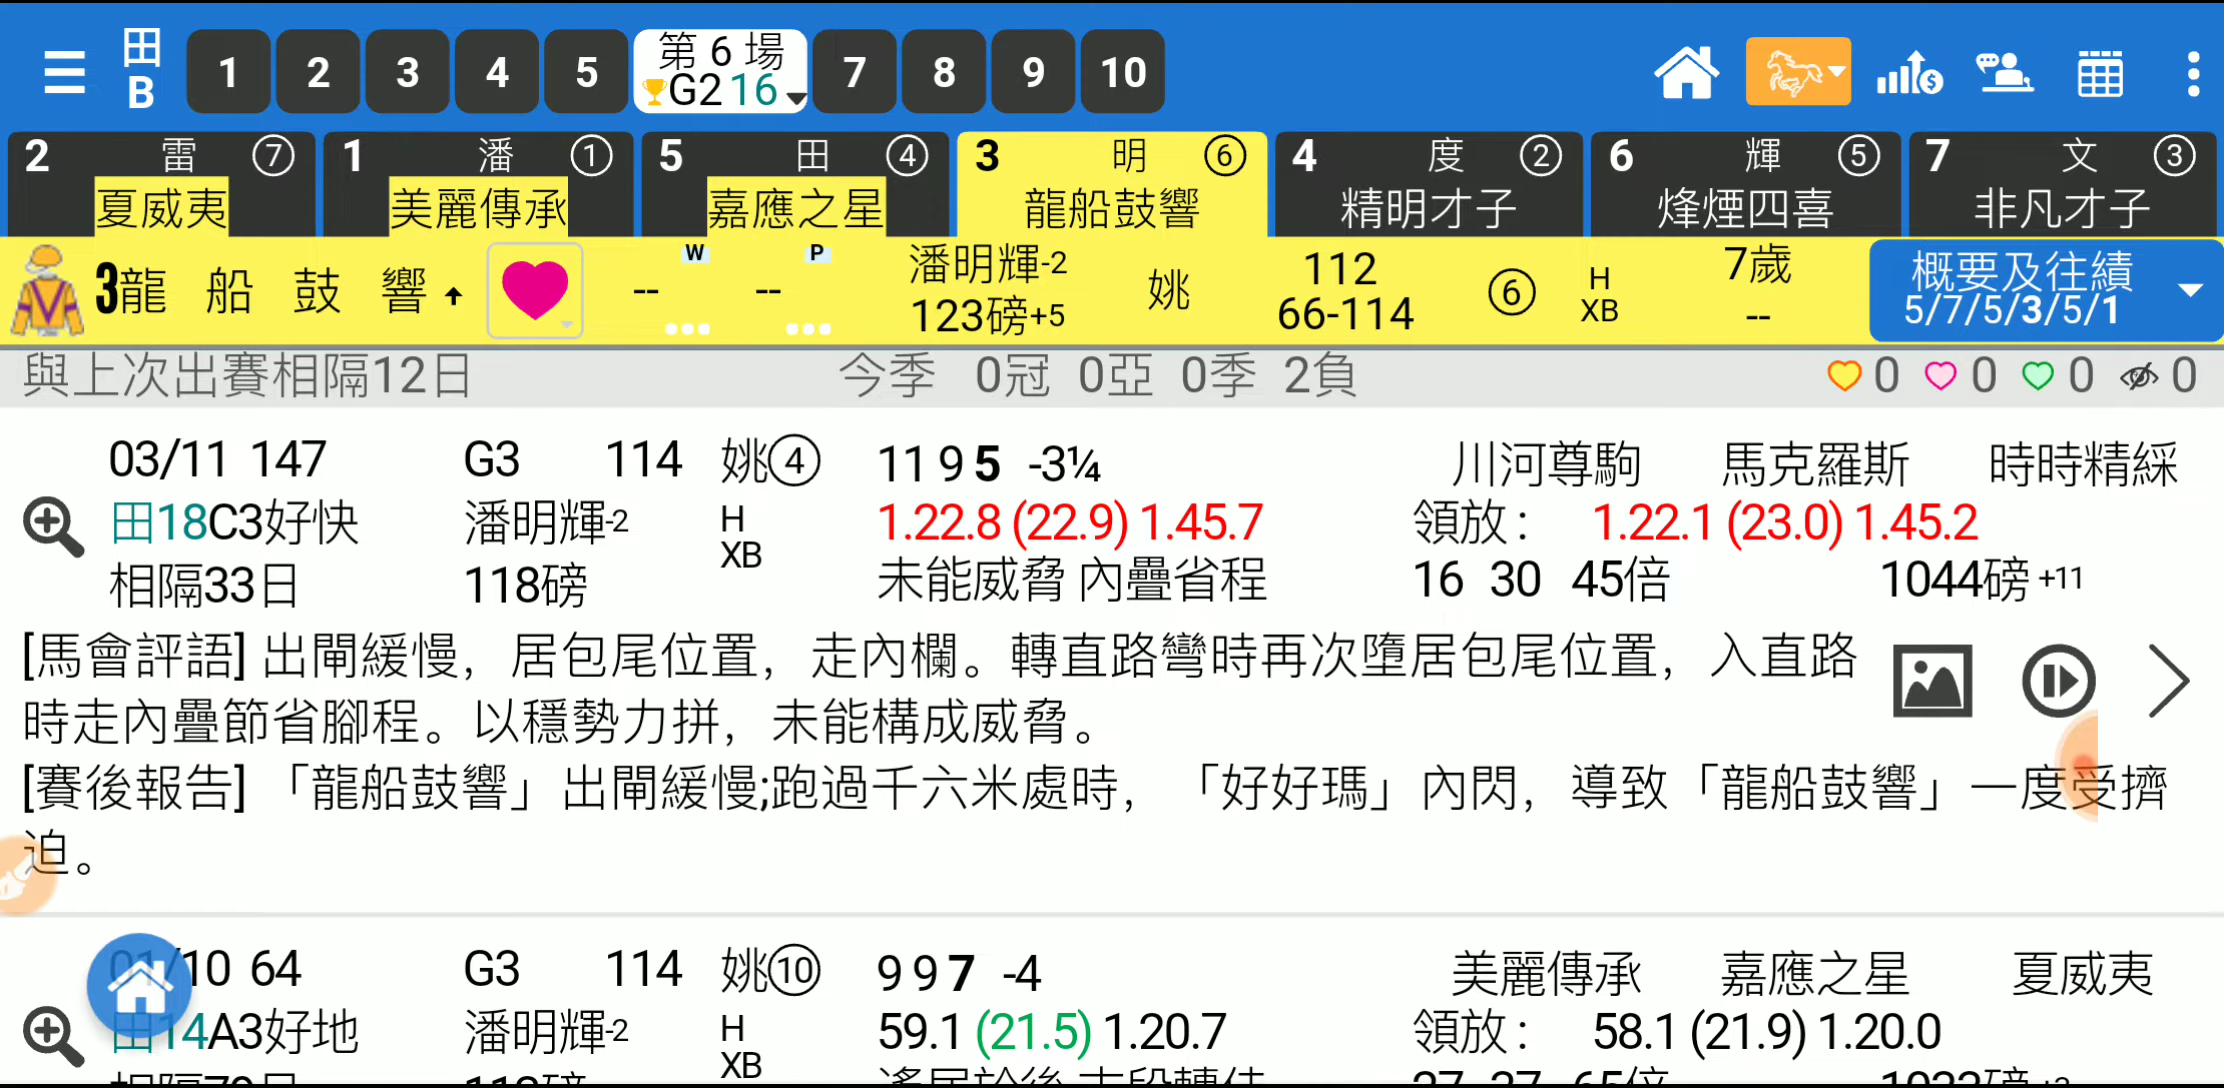 田
B
1 2 3 4 5 第 6 場 7 8 9 10
G2 16
2 雷 ⑦ 1 潘 ① 5 田 ④ 3 明 ⑥ 4 度 ② 6 輝 ⑤ 7 文 ③
夏威夷 美麗傳承 嘉應之星 龍船鼓響 精明才子 烽煙四喜 非凡才子
3龍 船 鼓 響 W -- P -- 潘明輝-2 姚 112 ⑥ H 7歲 概要及往績
123磅+5 66-114 XB -- 5/7/5/3/5/1
與上次出賽相隔12日 今季 0冠 0亞 0季 2負 0 0 0 0
03/11 147 G3 114 姚④ 11 9 5 -3¼ 川河尊駒 馬克羅斯 時時精綵
田18C3好快 潘明輝-2 H 1.22.8 (22.9) 1.45.7 領放: 1.22.1 (23.0) 1.45.2
相隔33日 118磅 XB 未能威脅 內疊省程 16 30 45倍 1044磅 +11
[馬會評語] 出閘緩慢，居包尾位置，走內欄。轉直路彎時再次墮居包尾位置，入直路
時走內疊節省腳程。以穩勢力拼，未能構成威脅。
[賽後報告] 「龍船鼓響」出閘緩慢;跑過千六米處時，「好好瑪」內閃，導致「龍船鼓響」一度受擠
迫。
01/10 64 G3 114 姚⑩ 9 9 7 -4 美麗傳承 嘉應之星 夏威夷
田14A3好地 潘明輝-2 H 59.1 (21.5) 1.20.7 領放: 58.1 (21.9) 1.20.0
XB